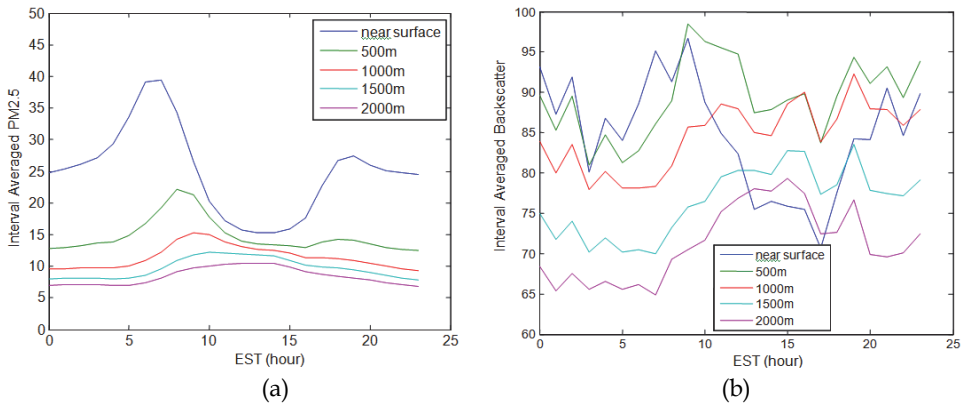 Interval Averaged PM2.5
50
45
40
35
30
25
20
15
10
5
0
near surface
500m
1000m
1500m
2000m
0
5
10
15
20
25
EST (hour)
(a)
Interval Averaged Backscatter
100
95
90
85
80
75
70
65
60
near surface
500m
1000m
1500m
2000m
0
5
10
15
20
25
EST (hour)
(b)